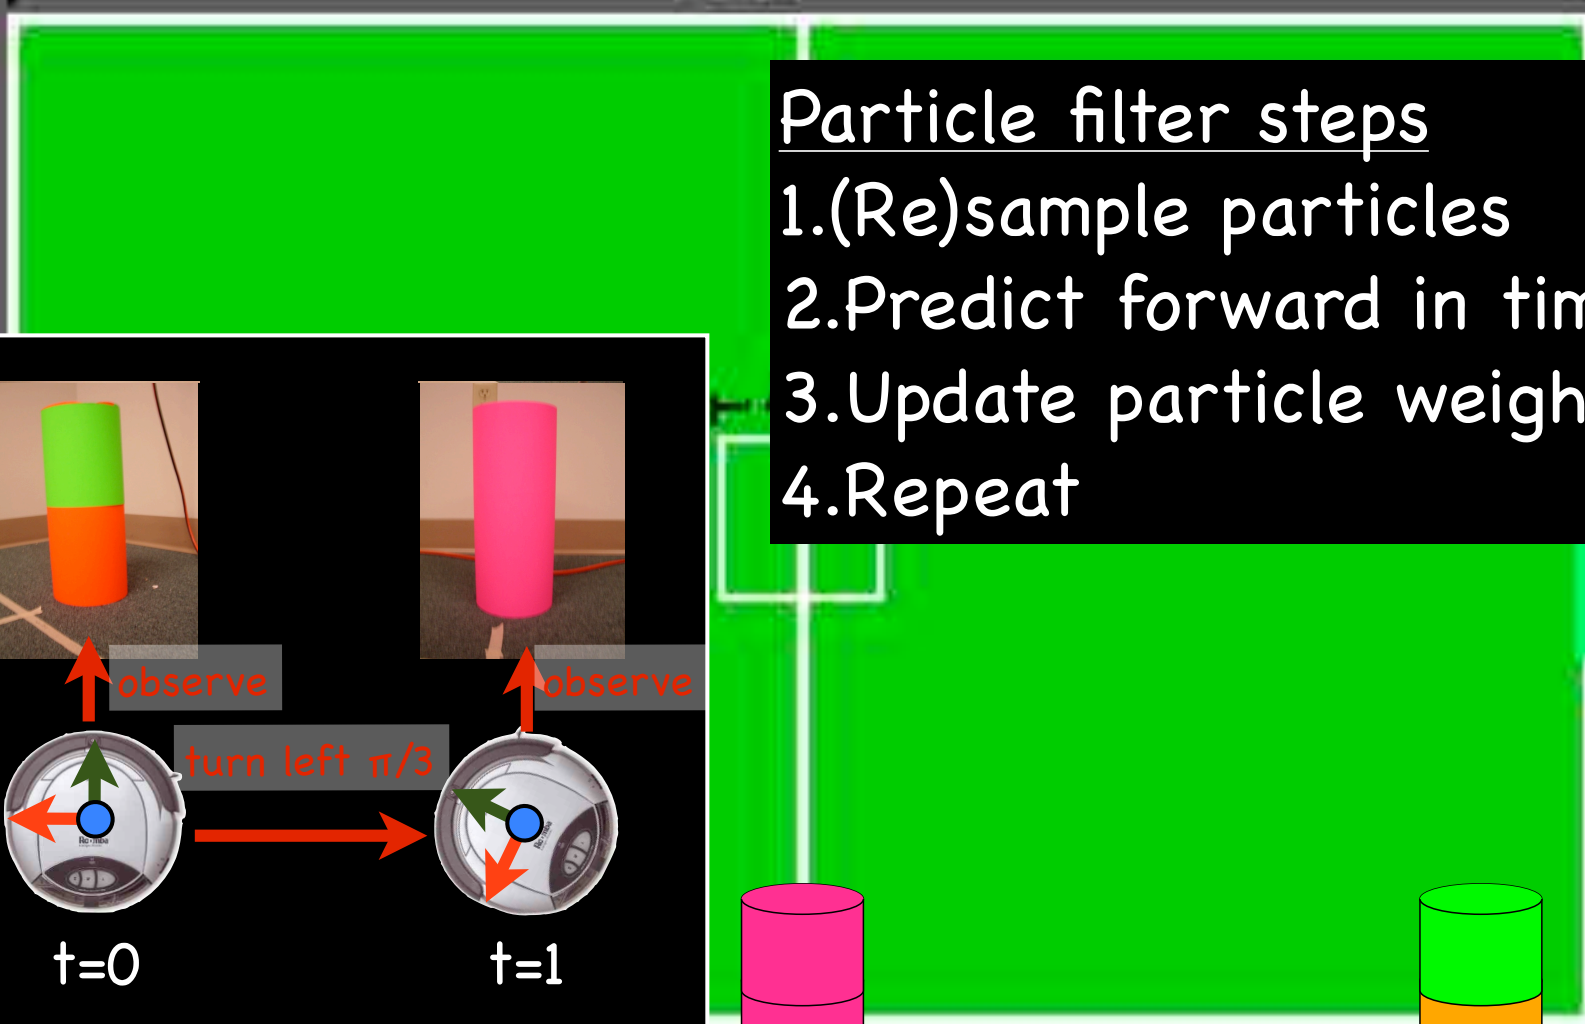 Particle filter steps
1.(Re)sample particles
2.Predict forward in tim
3.Update particle weigh
4.Repeat
observe
observe
turn left π/3
t=0
t=1